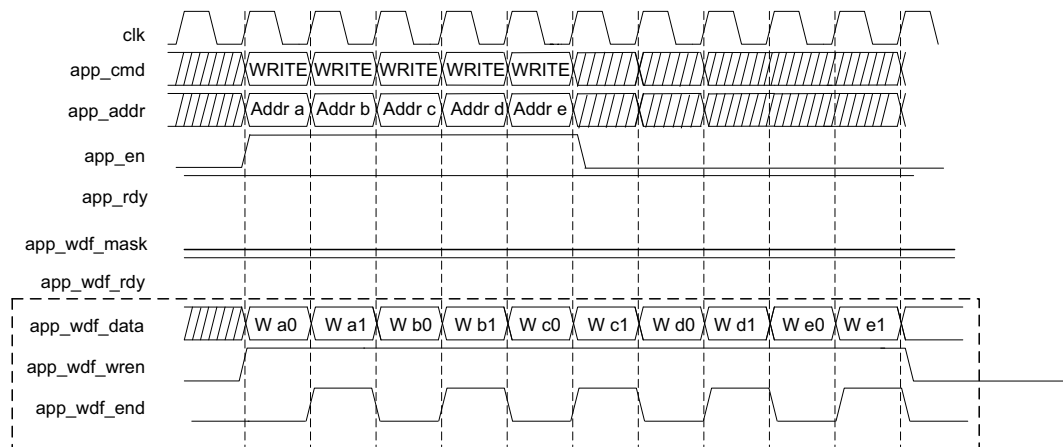 clk
app_cmd WRITE WRITE WRITE WRITE WRITE
app_addr Addr a Addr b Addr c Addr d Addr e
app_en
app_rdy
app_wdf_mask
app_wdf_rdy
app_wdf_data W a0 W a1 W b0 W b1 W c0 W c1 W d0 W d1 W e0 W e1
app_wdf_wren
app_wdf_end